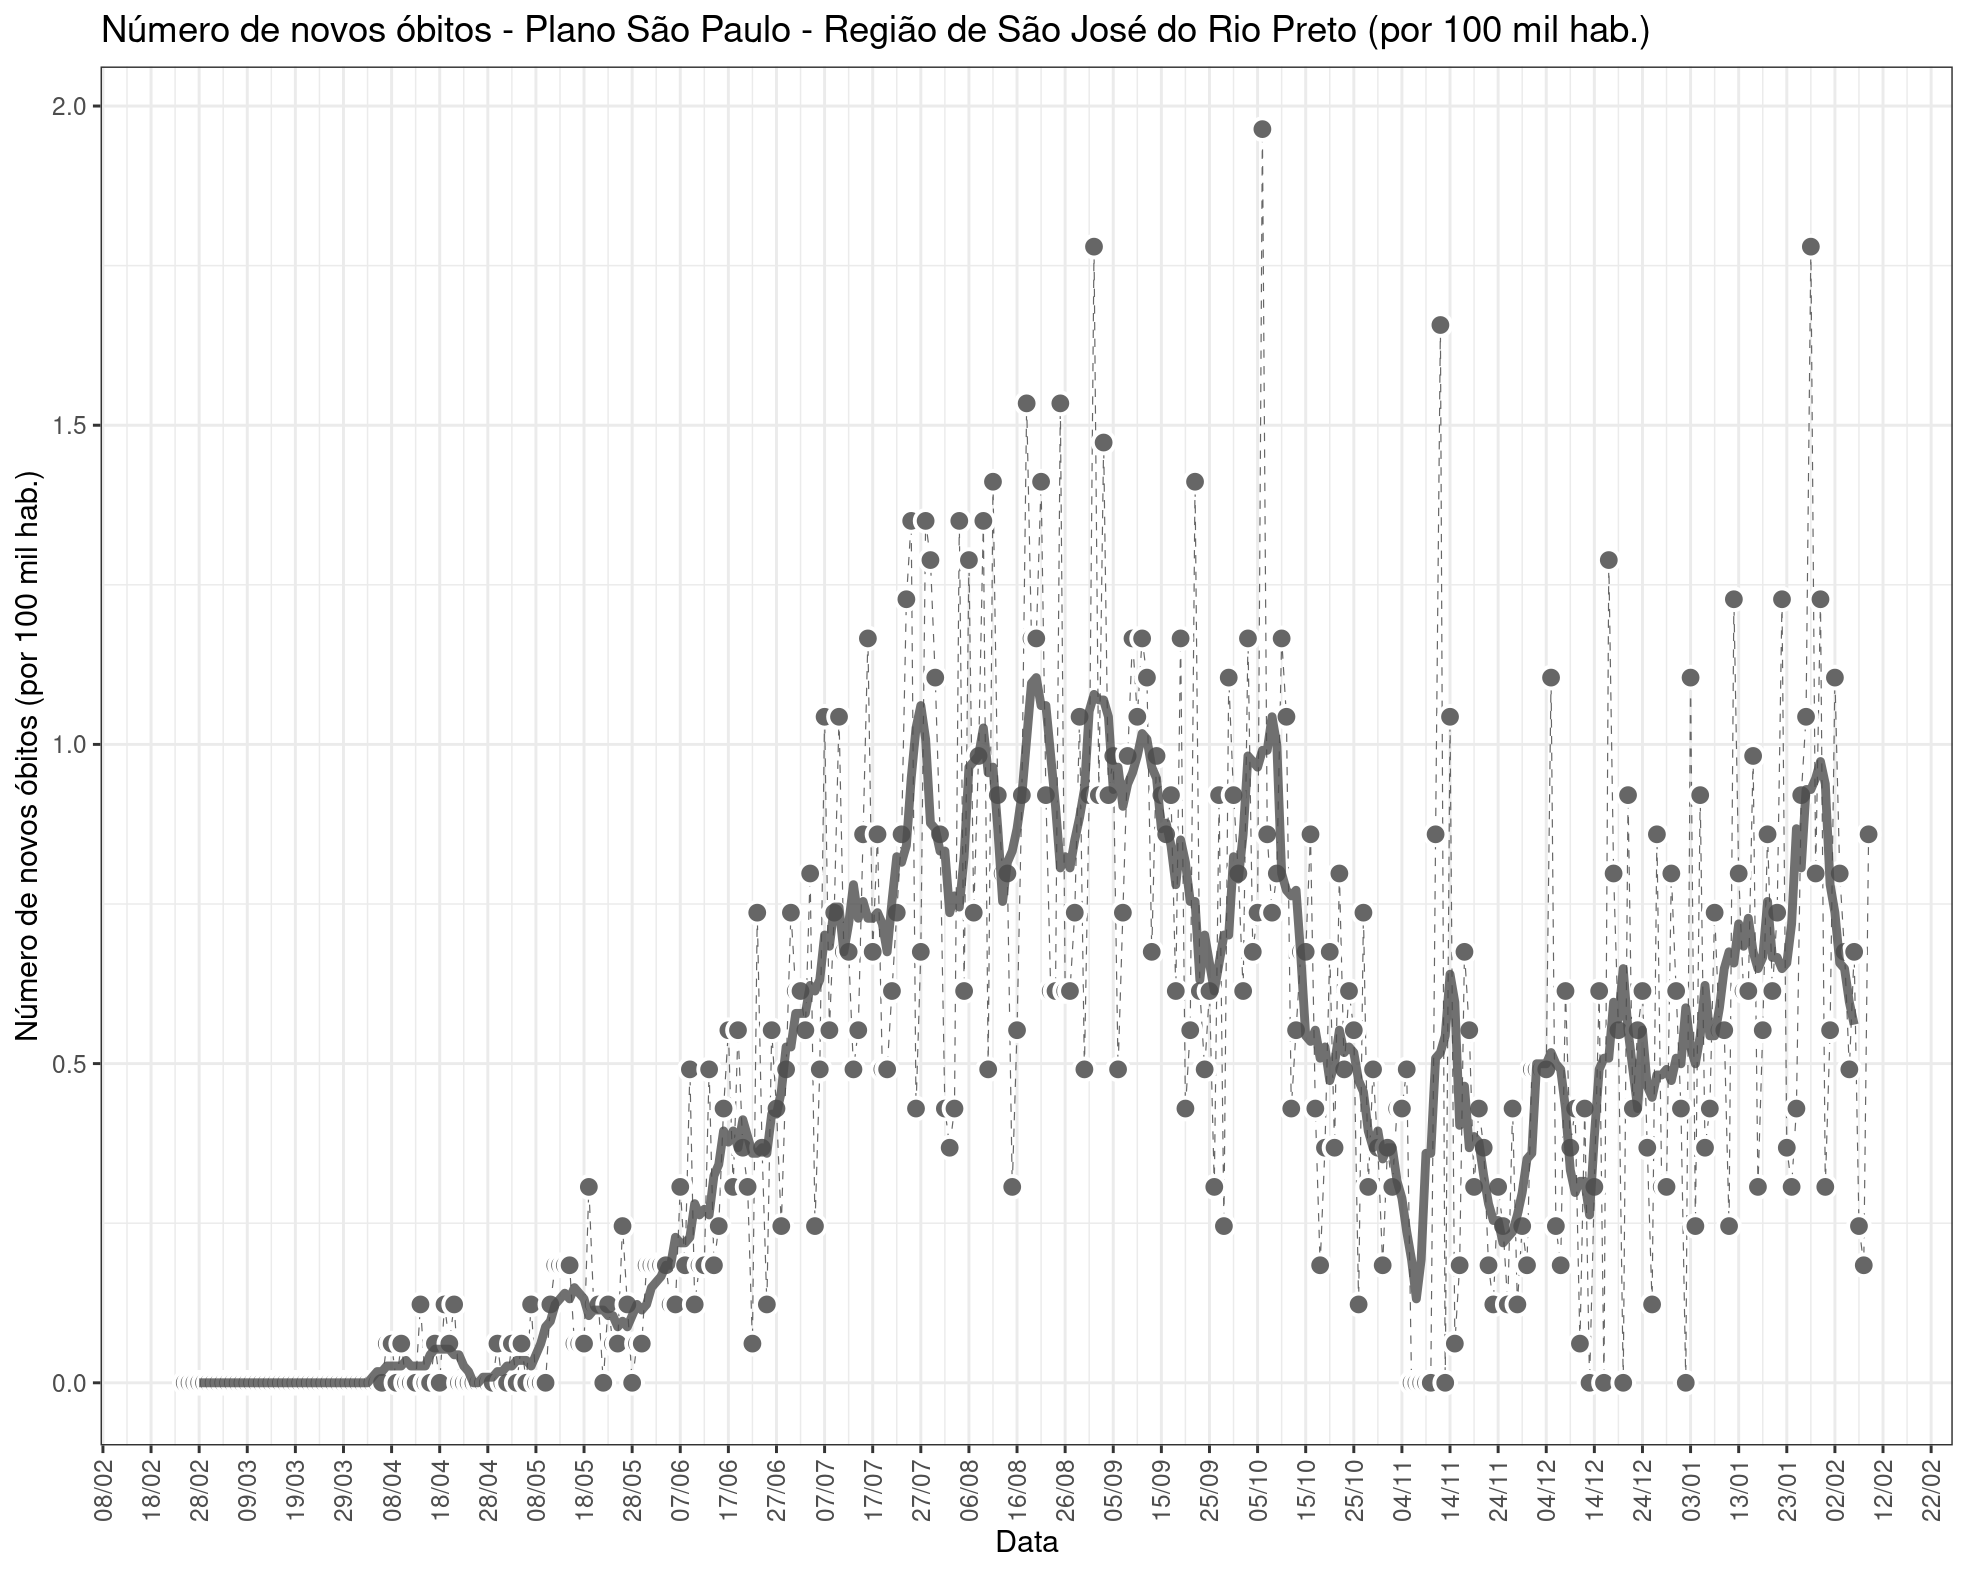 Número de novos óbitos - Plano São Paulo - Região de São José do Rio Preto (por 100 mil hab.)
Número de novos óbitos (por 100 mil hab.)
2.0
1.5
1.0
0.5
0.0
08/02 18/02 28/02 09/03 19/03 29/03 08/04 18/04 28/04 08/05 18/05 28/05 07/06 17/06 27/06 07/07 17/07 27/07 06/08 16/08 26/08 05/09 15/09 25/09 05/10 15/10 25/10 04/11 14/11 24/11 04/12 14/12 24/12 03/01 13/01 23/01 02/02 12/02 22/02
Data